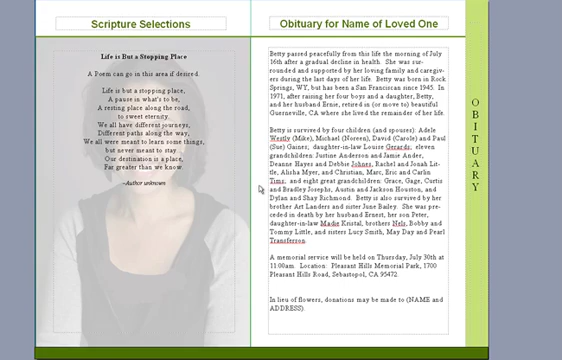 Scripture Selections
Life is But a Stopping Place
A Poem can go in this area if desired.
Life is but a stopping place,
A pause in what's to be,
A resting place along the road,
to sweet eternity.
We all have different journeys,
Different paths along the way,
We all were meant to learn some things,
but never meant to stay...
Our destination is a place,
Far greater than we know.
~Author unknown
Obituary for Name of Loved One
Betty passed peacefully from this life the morning of July
16th after a gradual decline in health. She was sur-
rounded and supported by her loving family and caregiv-
ers during the last days of her life. Betty was born in Rock
Springs, WY, but has been a San Franciscan since 1945. In
1971, after raising her four boys and a daughter, Betty,
and her husband Ernie, retired in (or move to) beautiful
Guerneville, CA where she lived the remainder of her life.
Betty is survived by four children (and spouses): Adele
Westly (Mike), Michael (Noreen), David (Carole) and Paul
(Sue) Gaines, daughter-in-law Louise Gerards, eleven
grandchildren: Justine Anderson and Jamie Ander,
Deanne Hayes and Debbie Johnes, Rachel and Jonah Lit-
tle, Alisha Myer, and Christian, Marc, Eric and Carlin
Tims, and eight great grandchildren: Grace, Gage, Curtis
and Bradley Josephs, Austin and Jackson Houston, and
Dylan and Shay Richmond. Betty is also survived by her
brother Art Landers and sister June Bailey. She was pre-
ceded in death by her husband Ernest, her son Peter,
daughter-in-law Madie Kristal, brothers Nels, Bobby and
Tommy Little, and sisters Lucy Smith, May Day and Pearl
Transferson.
A memorial service will be held on Thursday, July 30th at
11:00am. Location: Pleasant Hills Memorial Park, 1700
Pleasant Hills Road, Sebastopol, CA 95472.
In lieu of flowers, donations may be made to (NAME and
ADDRESS).
OBITUARY